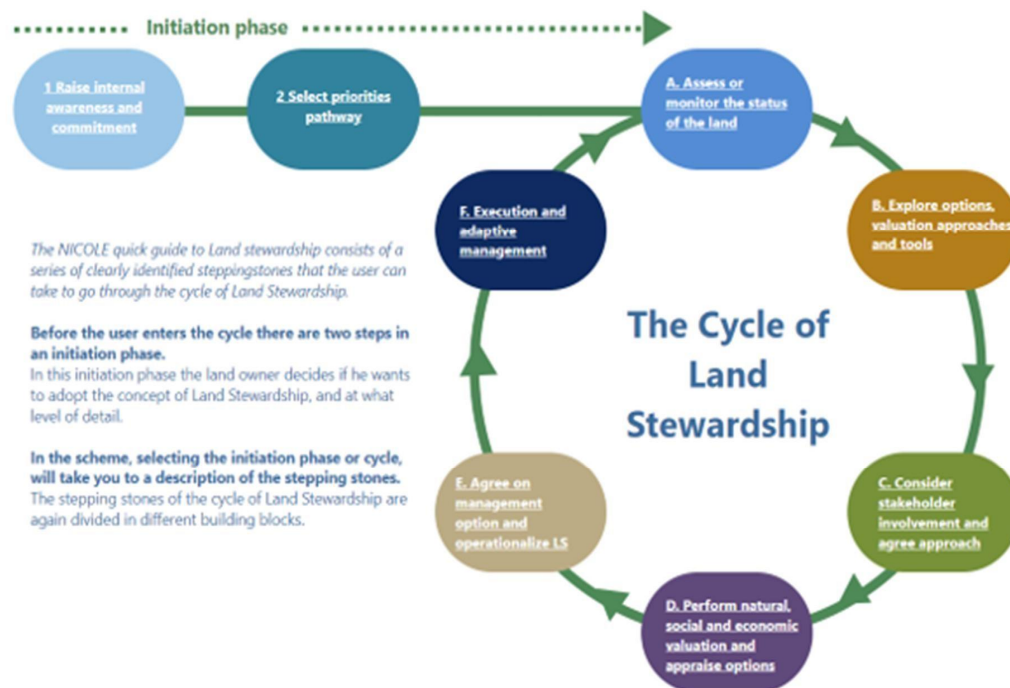 Initiation phase
1 Raise internal
awareness and
commitment
2 Select priorities
pathway
A. Assess or
monitor the status
of the land
B. Explore options,
valuation approaches
and tools
C. Consider
stakeholder
involvement and
agree approach
D. Perform natural,
social and economic
valuation and
appraise options
E. Agree on
management
option and
operationalize LS
F. Execution and
adaptive
management
The Cycle of
Land
Stewardship
The NICOLE quick guide to Land stewardship consists of a
series of clearly identified steppingstones that the user can
take to go through the cycle of Land Stewardship.
Before the user enters the cycle there are two steps in
an initiation phase.
In this initiation phase the land owner decides if he wants
to adopt the concept of Land Stewardship, and at what
level of detail.
In the scheme, selecting the initiation phase or cycle,
will take you to a description of the stepping stones.
The stepping stones of the cycle of Land Stewardship are
again divided in different building blocks.